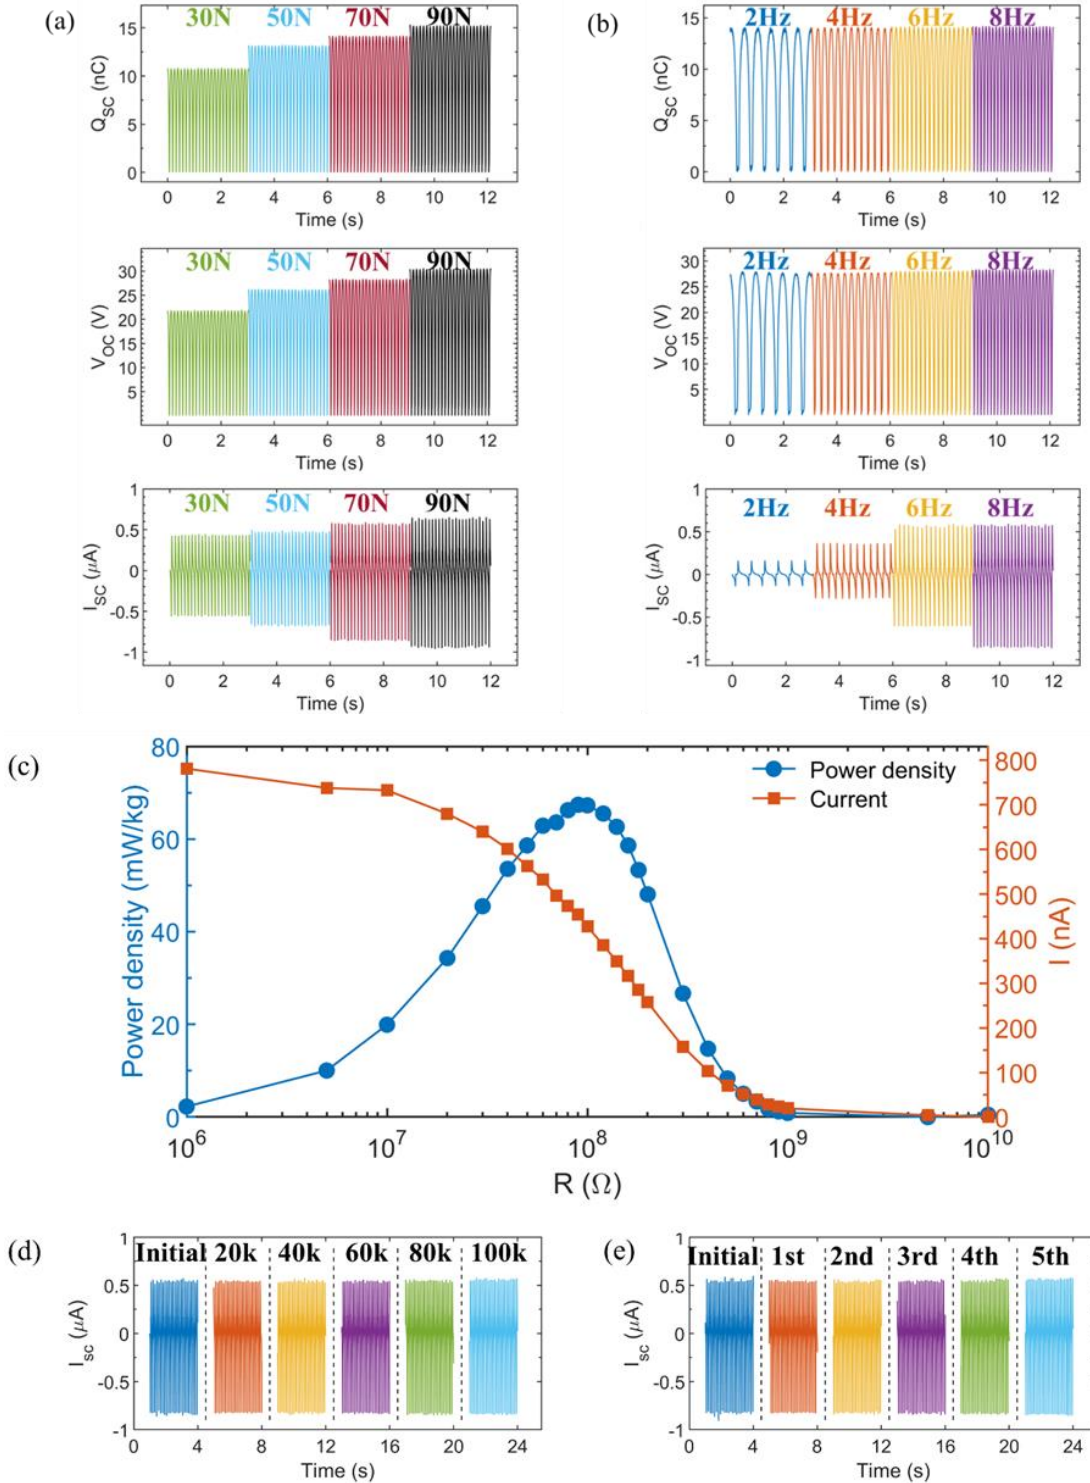 (a)
30N 50N 70N 90N
15
10
5
0
Q_SC (nC)
0 2 4 6 8 10 12
Time (s)
30N 50N 70N 90N
30
25
20
15
10
5
V_OC (V)
0 2 4 6 8 10 12
Time (s)
30N 50N 70N 90N
1
0.5
0
-0.5
-1
I_SC (μA)
0 2 4 6 8 10 12
Time (s)
(b)
2Hz 4Hz 6Hz 8Hz
15
10
5
0
Q_SC (nC)
0 2 4 6 8 10 12
Time (s)
2Hz 4Hz 6Hz 8Hz
30
25
20
15
10
5
V_OC (V)
0 2 4 6 8 10 12
Time (s)
2Hz 4Hz 6Hz 8Hz
1
0.5
0
-0.5
-1
I_SC (μA)
0 2 4 6 8 10 12
Time (s)
(c)
80
60
40
20
0
Power density (mW/kg)
Power density
Current
800
700
600
500
400
300
200
100
0
I (nA)
10^6 10^7 10^8 10^9 10^10
R (Ω)
(d)
Initial 20k 40k 60k 80k 100k
1
0.5
0
-0.5
-1
I_sc (μA)
0 4 8 12 16 20 24
Time (s)
(e)
Initial 1st 2nd 3rd 4th 5th
1
0.5
0
-0.5
-1
I_sc (μA)
0 4 8 12 16 20 24
Time (s)